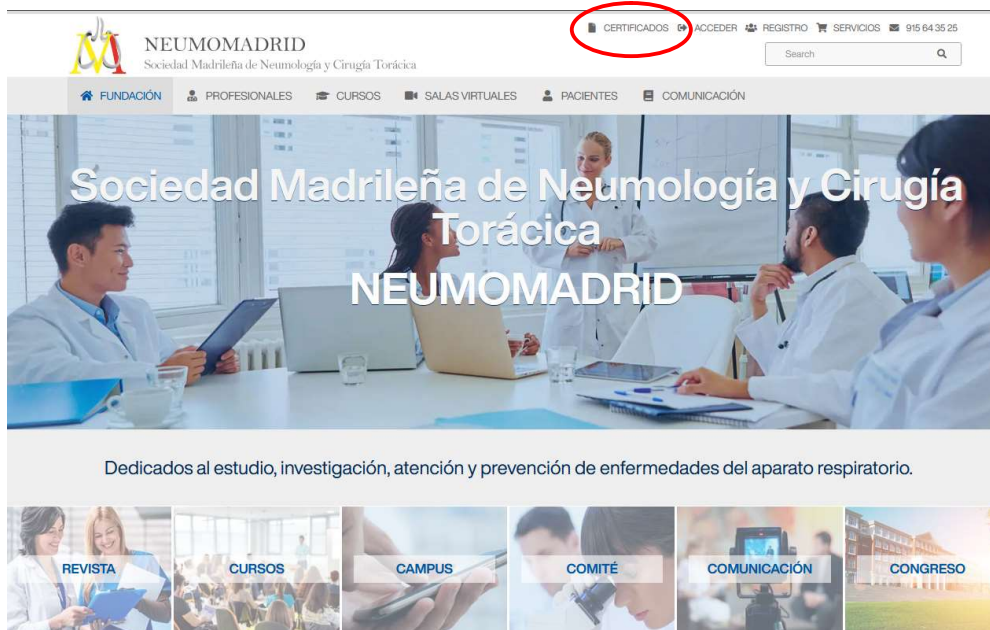 CERTIFICADOS ACCEDER REGISTRO SERVICIOS 915 64 35 25
NEUMOMADRID
Sociedad Madrileña de Neumología y Cirugía Torácica
Search
FUNDACIÓN PROFESIONALES CURSOS SALAS VIRTUALES PACIENTES COMUNICACIÓN
Sociedad Madrileña de Neumología y Cirugía
Torácica
NEUMOMADRID
Dedicados al estudio, investigación, atención y prevención de enfermedades del aparato respiratorio.
REVISTA CURSOS CAMPUS COMITÉ COMUNICACIÓN CONGRESO